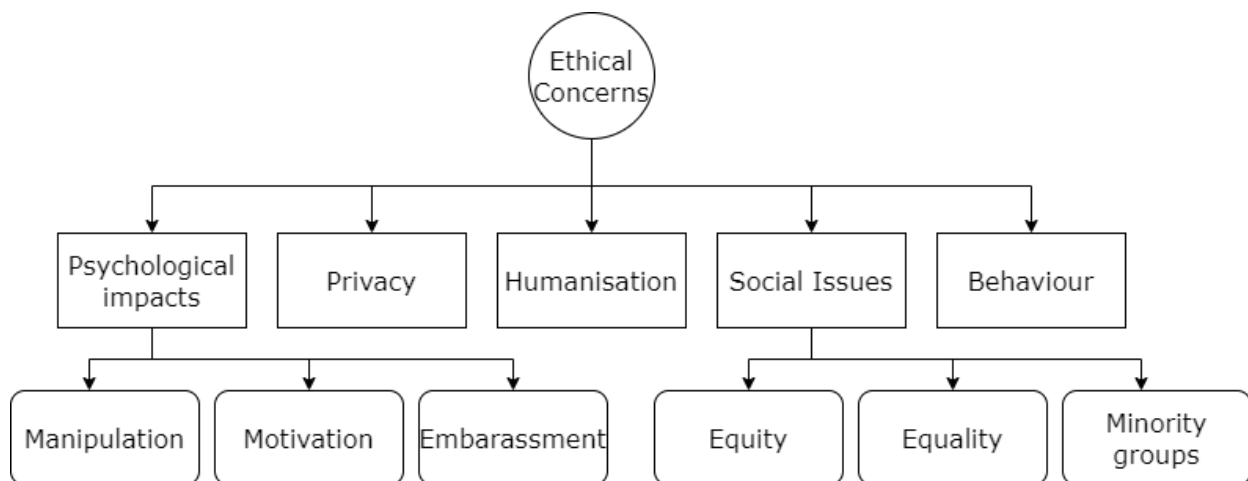 Ethical
Concerns
Psychological
impacts
Privacy
Humanisation
Social Issues
Behaviour
Manipulation
Motivation
Embarassment
Equity
Equality
Minority
groups